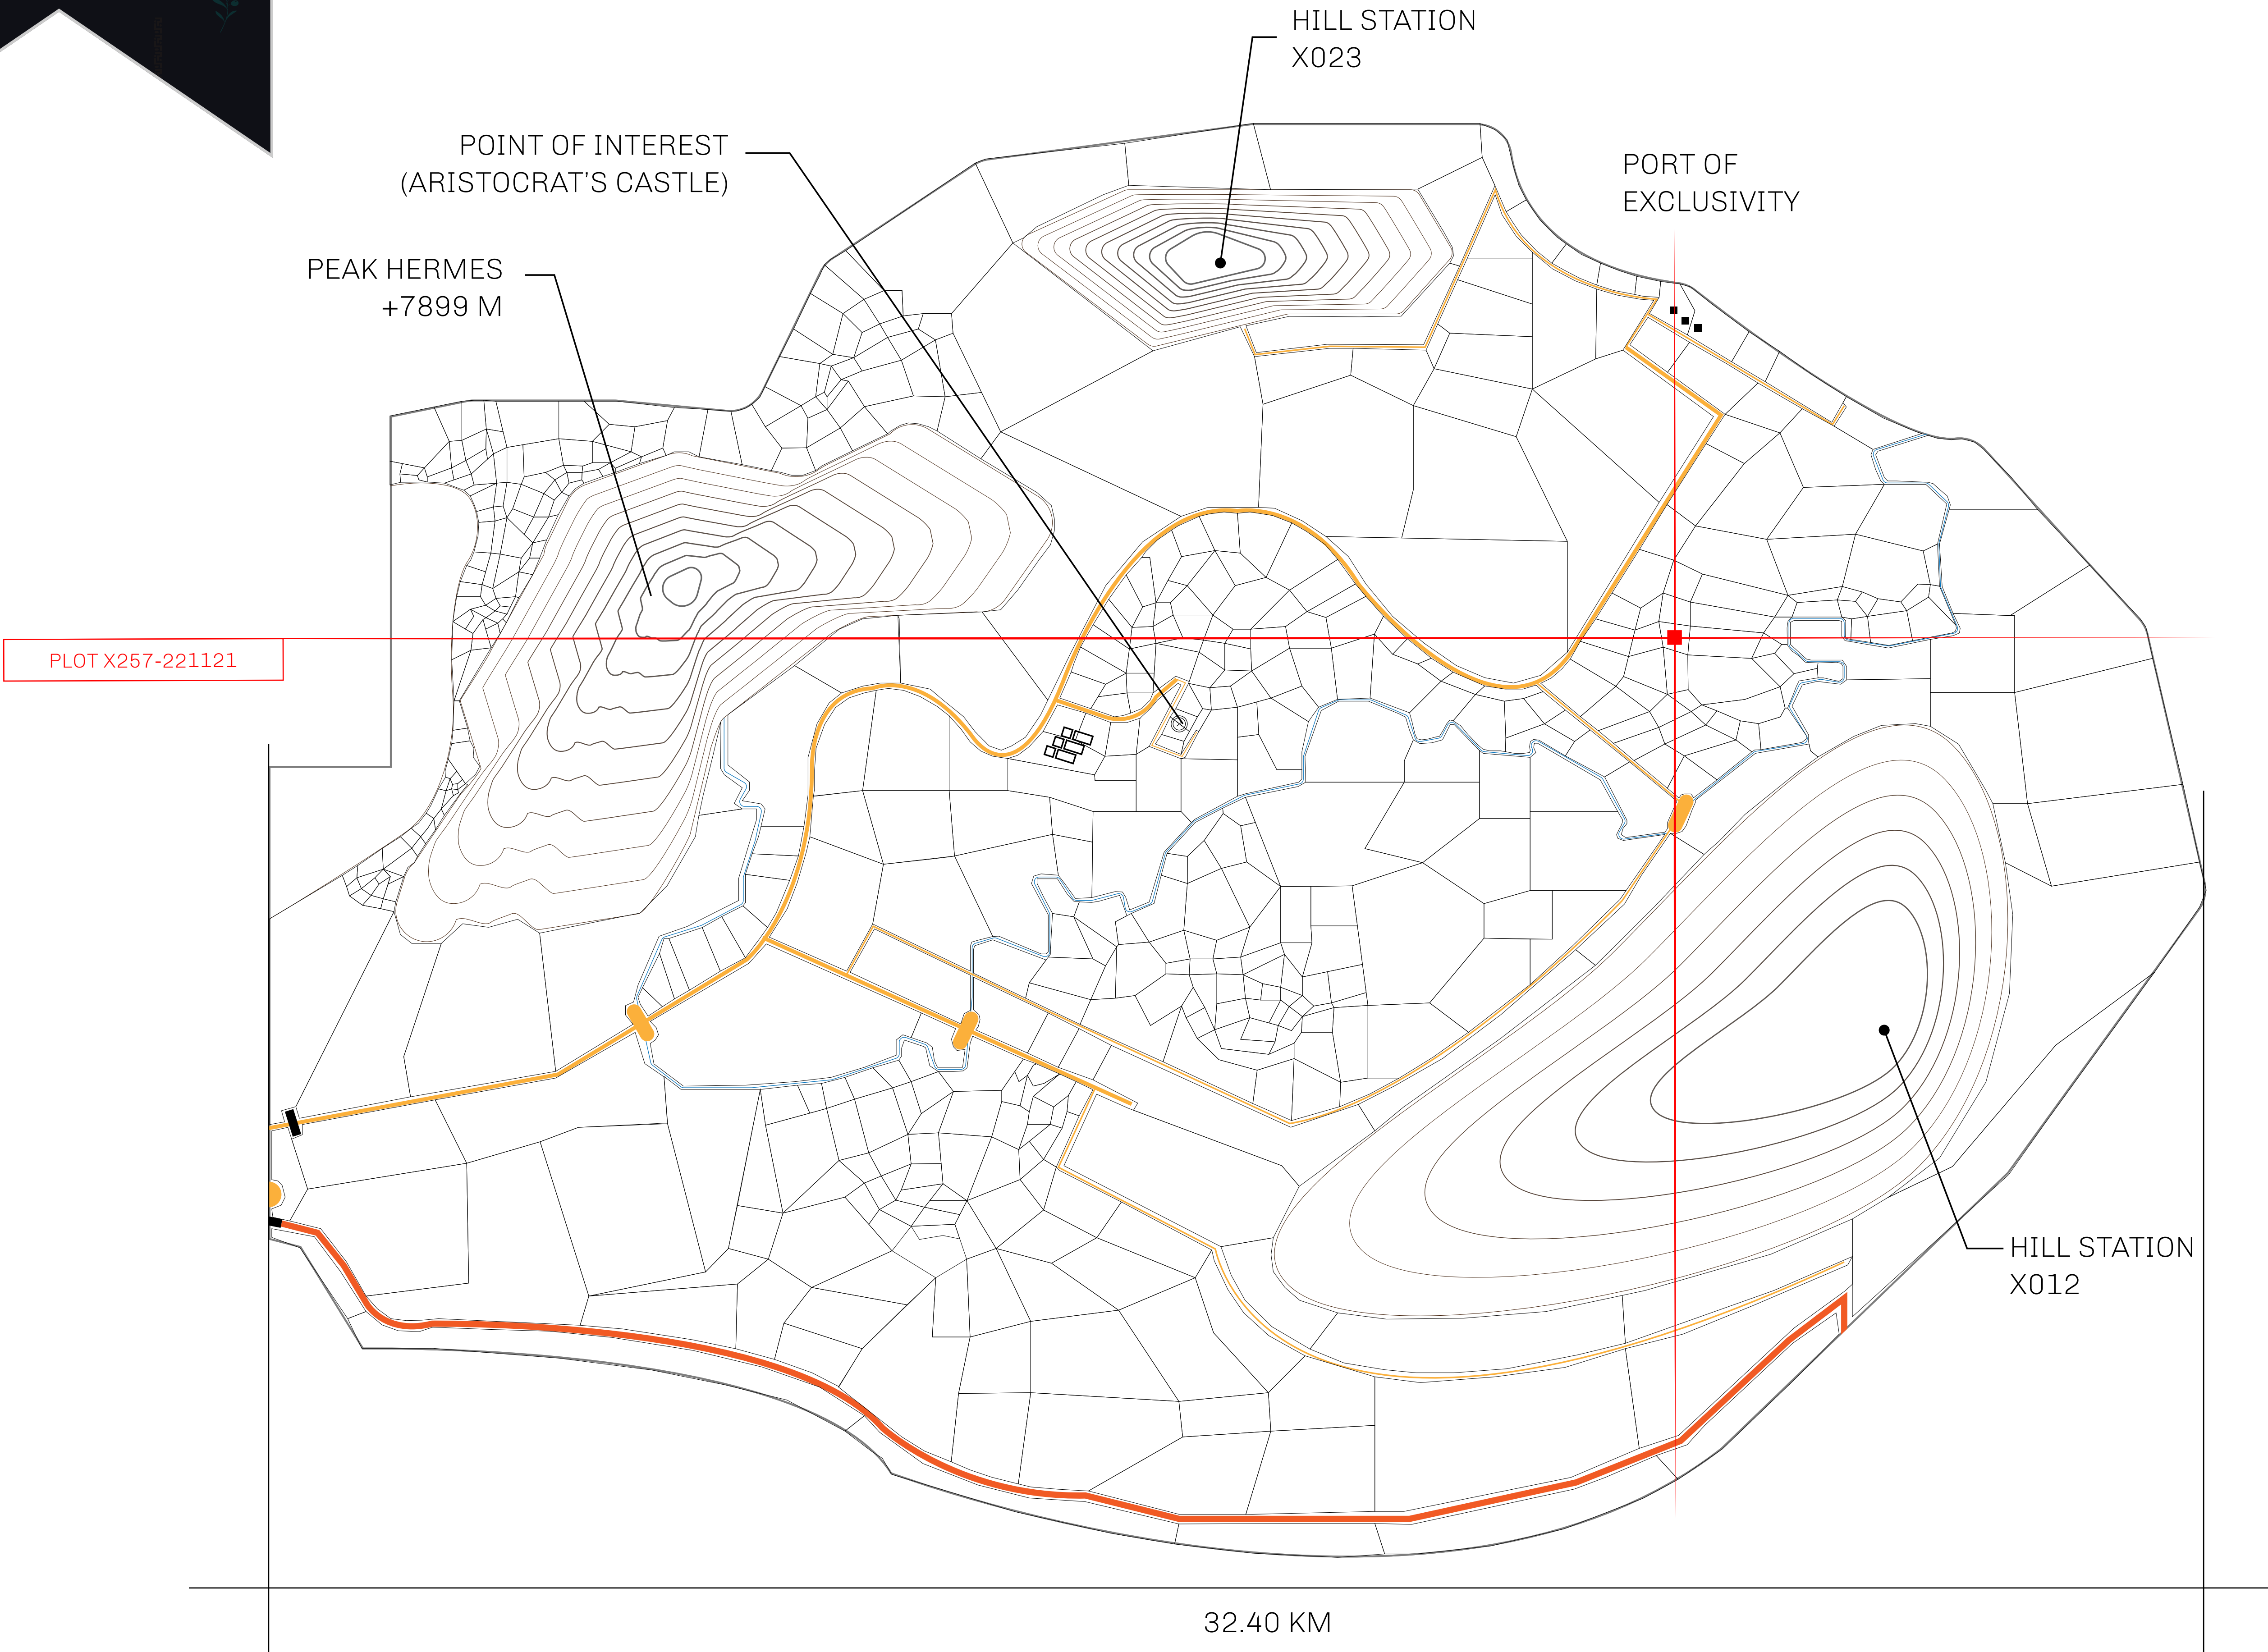 HILL STATION
X023
POINT OF INTEREST
(ARISTOCRAT'S CASTLE)
PORT OF
EXCLUSIVITY
PEAK HERMES
+7899 M
PLOT X257-221121
HILL STATION
X012
32.40 KM